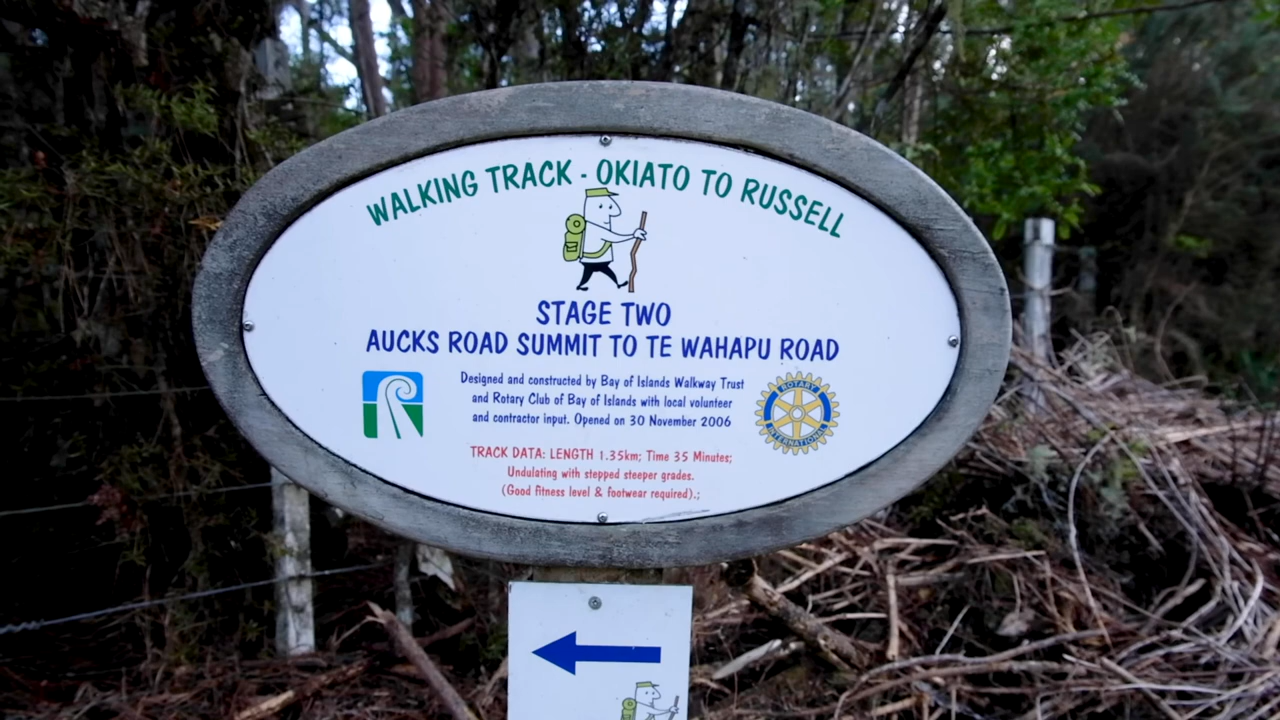 WALKING TRACK - OKIATO TO RUSSELL
STAGE TWO
AUCKS ROAD SUMMIT TO TE WAHAPU ROAD
Designed and constructed by Bay of Islands Walkway Trust
and Rotary Club of Bay of Islands with local volunteer
and contractor input. Opened on 30 November 2006
ROTARY
INTERNATIONAL
TRACK DATA: LENGTH 1.35km; Time 35 Minutes;
Undulating with stepped steeper grades.
(Good fitness level & footwear required).;